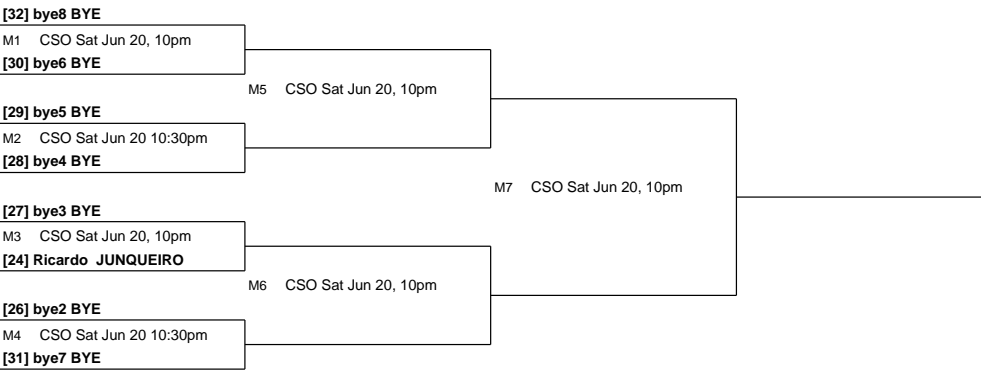 [32] bye8 BYE
M1 CSO Sat Jun 20, 10pm
[30] bye6 BYE
M5 CSO Sat Jun 20, 10pm
[29] bye5 BYE
M2 CSO Sat Jun 20 10:30pm
[28] bye4 BYE
M7 CSO Sat Jun 20, 10pm
[27] bye3 BYE
M3 CSO Sat Jun 20, 10pm
[24] Ricardo JUNQUEIRO
M6 CSO Sat Jun 20, 10pm
[26] bye2 BYE
M4 CSO Sat Jun 20 10:30pm
[31] bye7 BYE